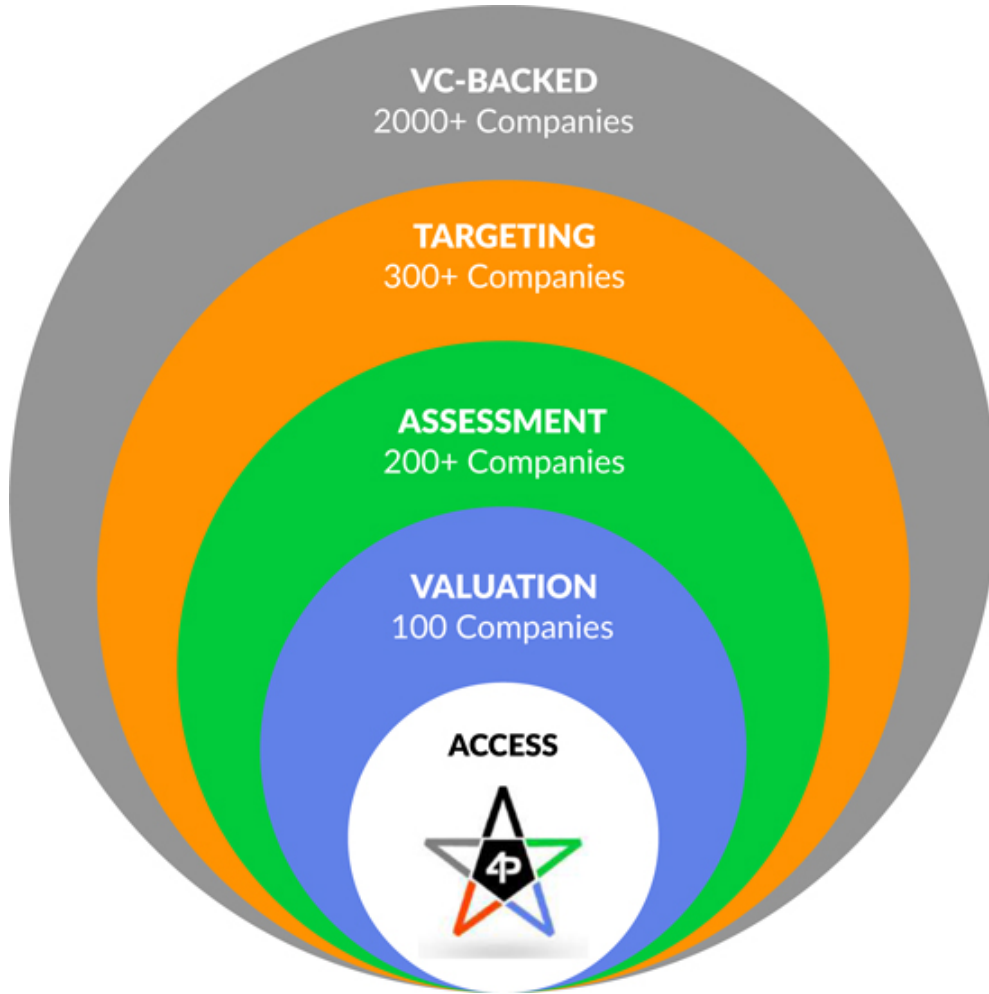 VC-BACKED
2000+ Companies
TARGETING
300+ Companies
ASSESSMENT
200+ Companies
VALUATION
100 Companies
ACCESS
4P